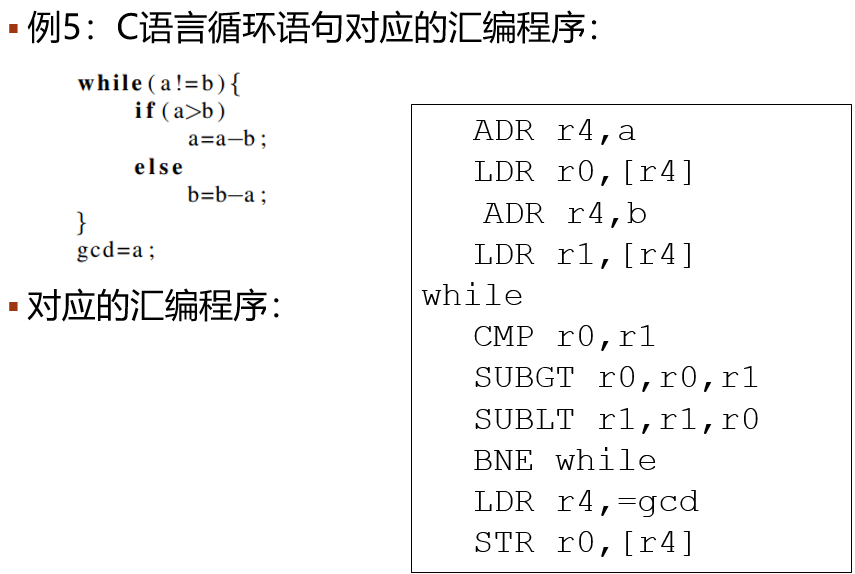 例5：C语言循环语句对应的汇编程序：
while(a!=b){
if(a>b)
a=a−b;
else
b=b−a;
}
gcd=a;
对应的汇编程序：
ADR r4,a
LDR r0,[r4]
ADR r4,b
LDR r1,[r4]
while
CMP r0,r1
SUBGT r0,r0,r1
SUBLT r1,r1,r0
BNE while
LDR r4,=gcd
STR r0,[r4]